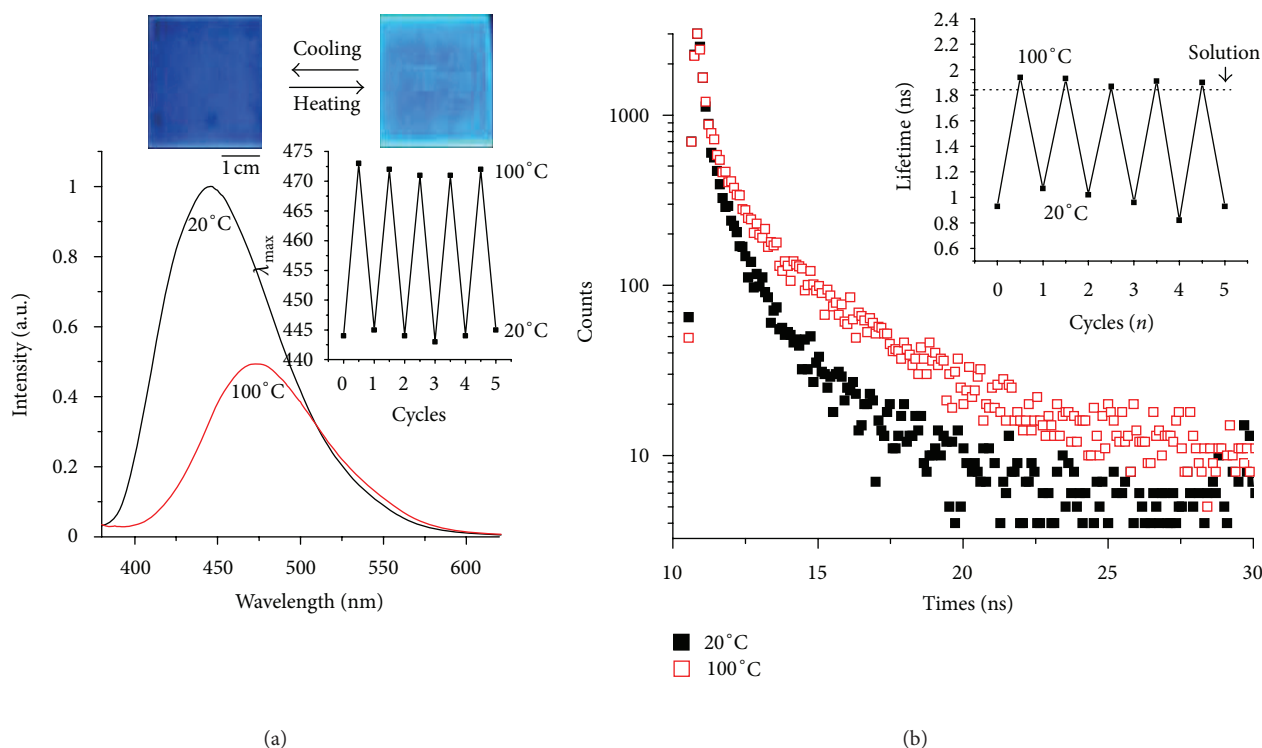 Cooling
Heating
1 cm
Intensity (a.u.)
1
0.8
0.6
0.4
0.2
0
400
450
500
550
600
Wavelength (nm)
20°C
100°C
λmax
475
470
465
460
455
450
445
440
100°C
20°C
0
1
2
3
4
5
Cycles
(a)
Counts
1000
100
10
10
15
20
25
30
Times (ns)
Lifetime (ns)
2.4
2.2
2
1.8
1.6
1.4
1.2
1
0.8
0.6
100°C
20°C
Solution
0
1
2
3
4
5
Cycles (n)
20°C
100°C
(b)